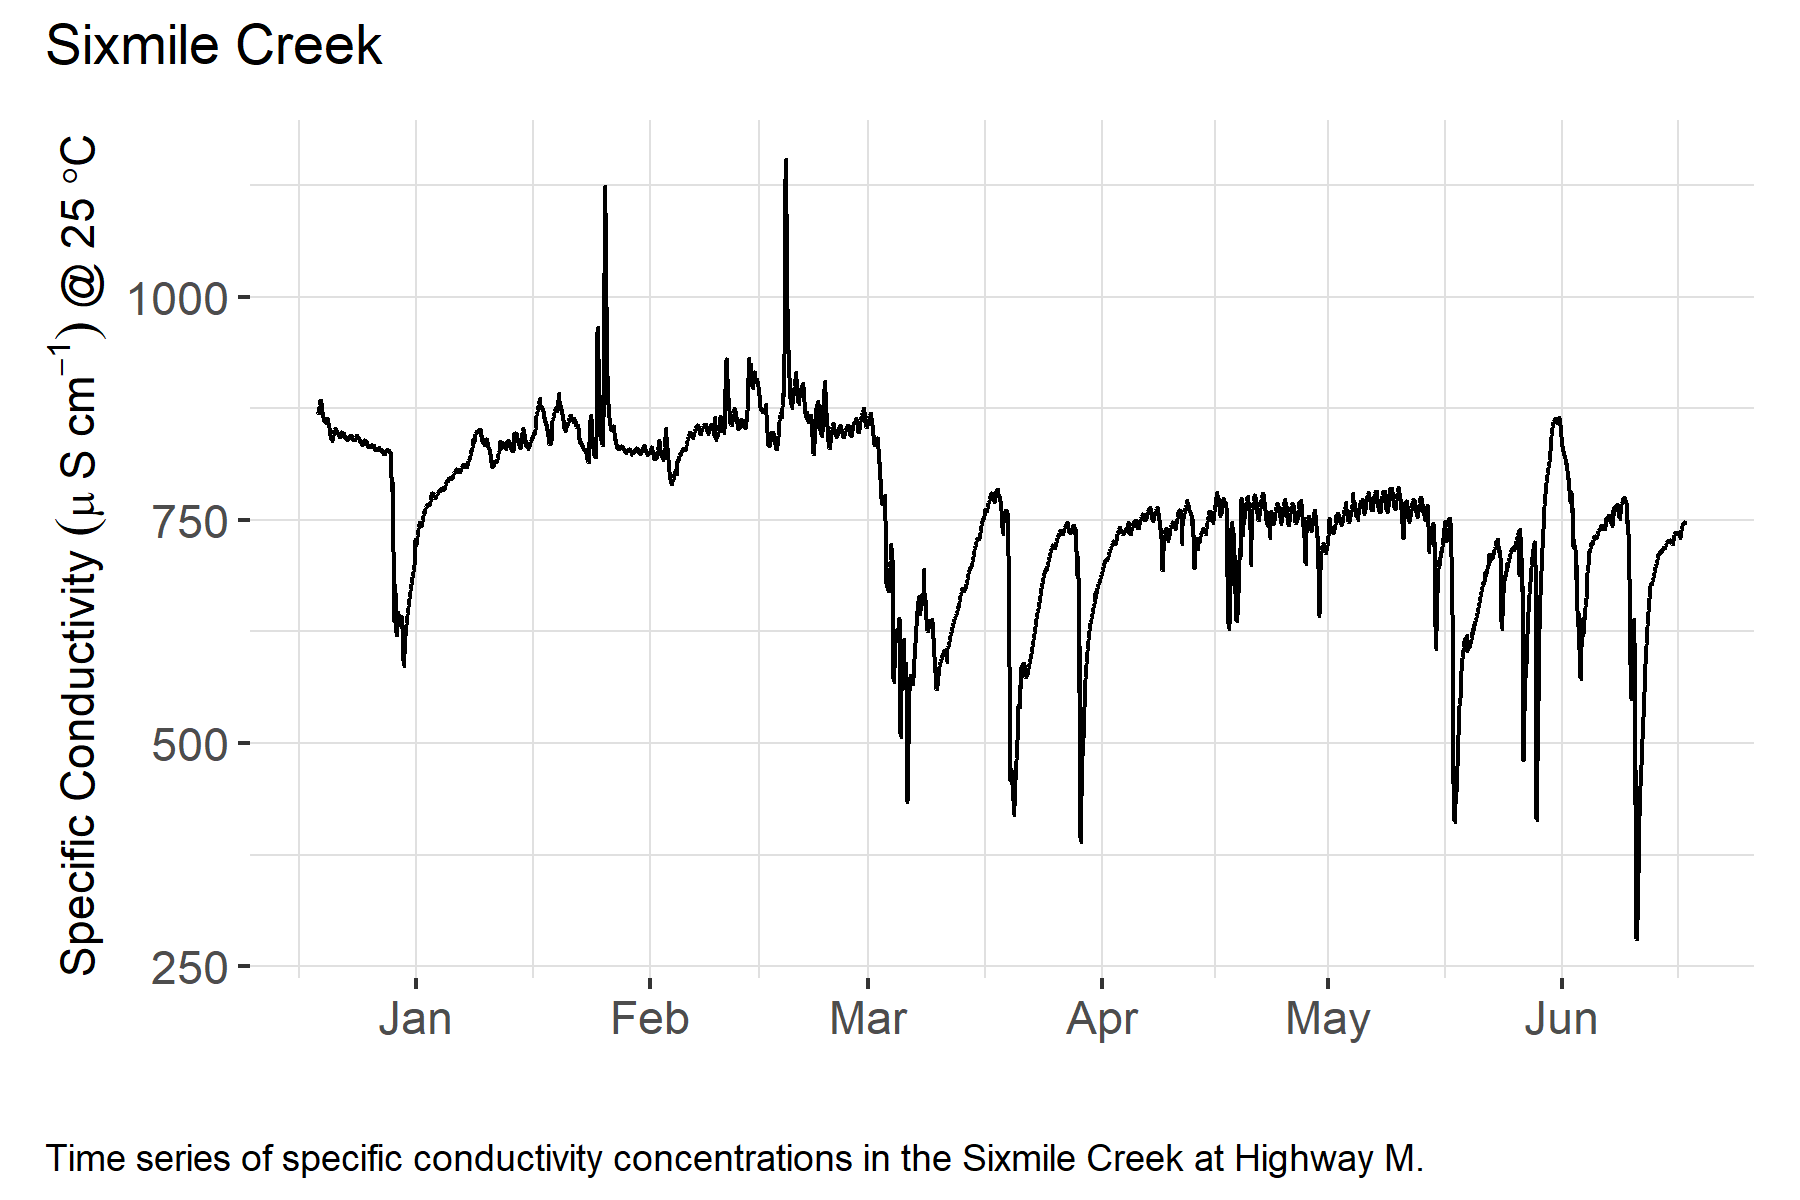 Sixmile Creek
Specific Conductivity (μ S cm⁻¹) @ 25 °C
1000
750
500
250
Jan Feb Mar Apr May Jun
Time series of specific conductivity concentrations in the Sixmile Creek at Highway M.